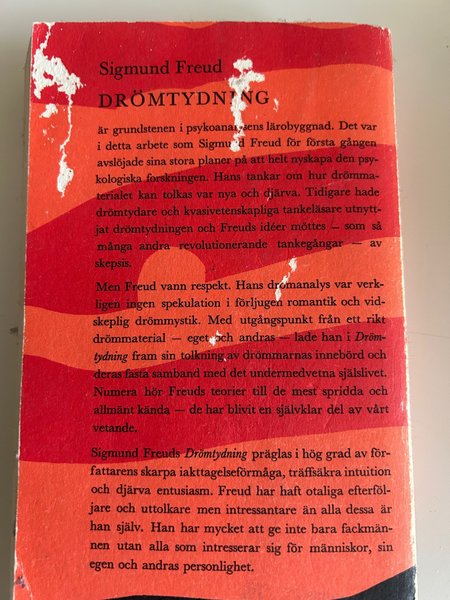 Sigmund Freud
DRÖMTYDNING
är grundstenen i psykoanalysens lärobyggnad. Det var
i detta arbete som Sigmund Freud för första gången
avslöjade sina stora planer på att helt nyskapa den psy-
kologiska forskningen. Hans tankar om hur drömma-
terialet kan tolkas var nya och djärva. Tidigare hade
drömtydare och kvasivetenskapliga tankeläsare utnytt-
jat drömtydningen och Freuds idéer möttes — som så
många andra revolutionerande tankegångar — av
skepsis.
Men Freud vann respekt. Hans drömanalys var verk-
ligen ingen spekulation i förljugen romantik och vid-
skeplig drömmystik. Med utgångspunkt från ett rikt
drömmaterial — eget och andras — lade han i Dröm-
tydning fram sin tolkning av drömmarnas innebörd och
deras fasta samband med det undermedvetna själslivet.
Numera hör Freuds teorier till de mest spridda och
allmänt kända — de har blivit en självklar del av vårt
vetande.
Sigmund Freuds Drömtydning präglas i hög grad av för-
fattarens skarpa iakttagelseförmåga, träffsäkra intuition
och djärva entusiasm. Freud har haft otaliga efterföl-
jare och uttolkare men intressantare än alla dessa är
han själv. Han har mycket att ge inte bara fackmän-
nen utan alla som intresserar sig för människor, sin
egen och andras personlighet.